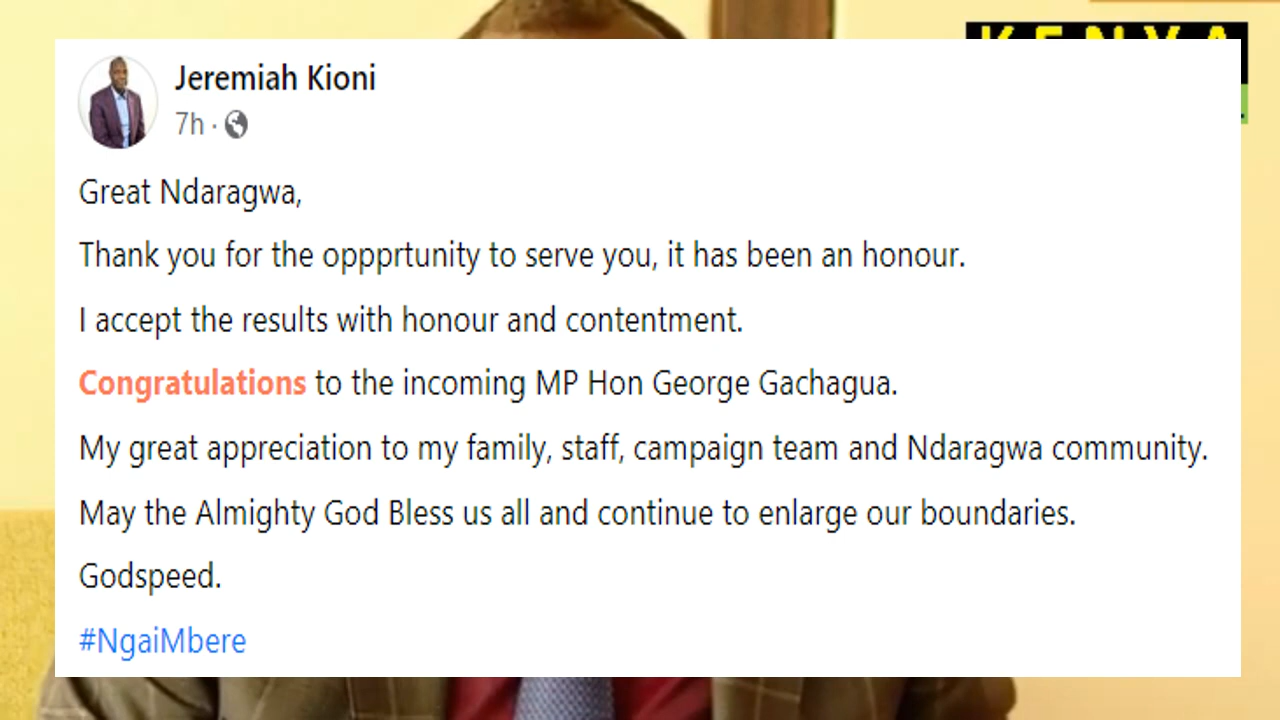 KENYA
Jeremiah Kioni
7h ·
Great Ndaragwa,
Thank you for the oppprtunity to serve you, it has been an honour.
I accept the results with honour and contentment.
Congratulations to the incoming MP Hon George Gachagua.
My great appreciation to my family, staff, campaign team and Ndaragwa community.
May the Almighty God Bless us all and continue to enlarge our boundaries.
Godspeed.
#NgaiMbere